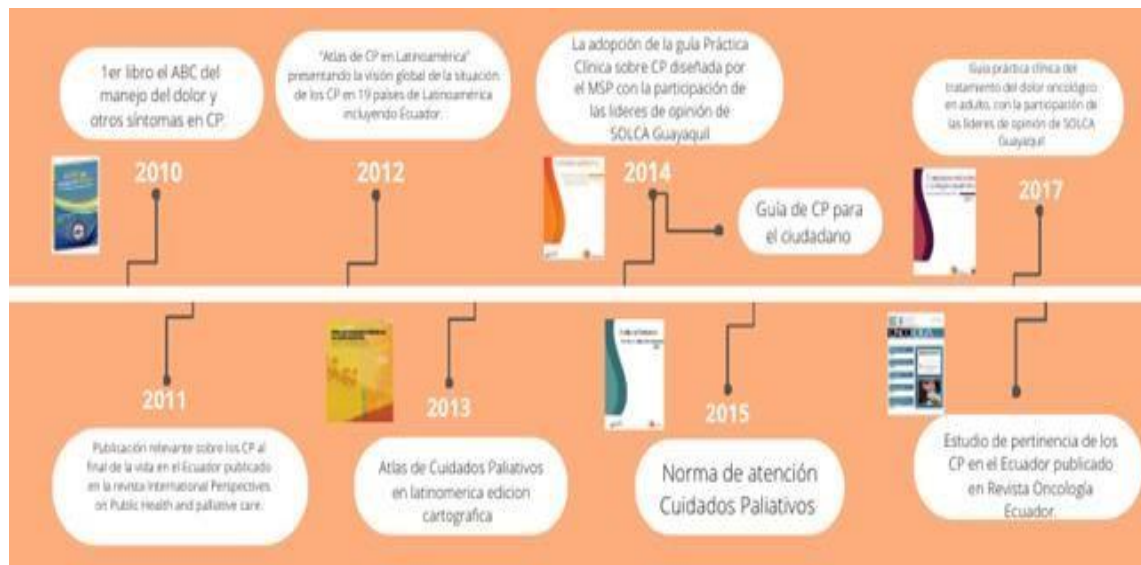 1er libro el ABC del
manejo del dolor y
otros síntomas en CP.
2010
"Atlas de CP en Latinoamérica"
presentando la visión global de la situación
de los CP en 19 países de Latinoamérica
incluyendo Ecuador.
2012
La adopción de la guía Práctica
Clínica sobre CP diseñada por
el MSP con la participación de
las lideres de opinión de
SOLCA Guayaquil
2014
Guía de CP para
el ciudadano
Guía práctica clínica del
tratamiento del dolor oncológico
en adulto, con la participación de
las lideres de opinión de SOLCA
Guayaquil
2017
2011
Publicación relevante sobre los CP al
final de la vida en el Ecuador publicado
en la revista International Perspectives
on Public Health and palliative care.
2013
Atlas de Cuidados Paliativos
en latinomerica edicion
cartografica
2015
Norma de atención
Cuidados Paliativos
Estudio de pertinencia de los
CP en el Ecuador publicado
en Revista Oncología
Ecuador.